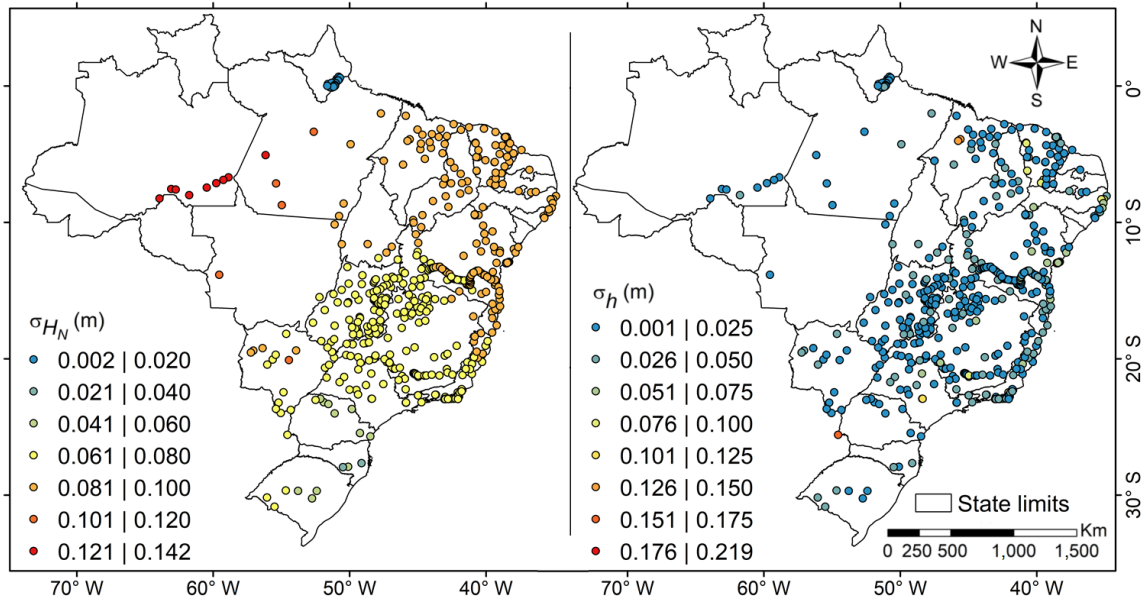 N
W E
S
0°
10° S
20° S
30° S
σH_N (m)
0.002 | 0.020
0.021 | 0.040
0.041 | 0.060
0.061 | 0.080
0.081 | 0.100
0.101 | 0.120
0.121 | 0.142
σh (m)
0.001 | 0.025
0.026 | 0.050
0.051 | 0.075
0.076 | 0.100
0.101 | 0.125
0.126 | 0.150
0.151 | 0.175
0.176 | 0.219
State limits
Km
0 250 500 1,000 1,500
70° W 60° W 50° W 40° W 70° W 60° W 50° W 40° W